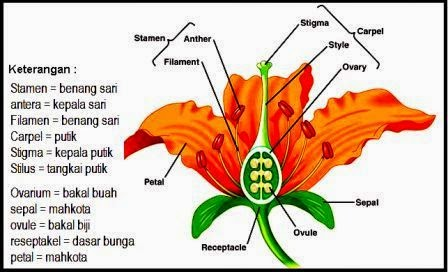 Keterangan :
Stamen = benang sari
antera = kepala sari
Filamen = benang sari
Carpel = putik
Stigma = kepala putik
Stilus = tangkai putik
Ovarium = bakal buah
sepal = mahkota
ovule = bakal biji
reseptakel = dasar bunga
petal = mahkota
Stigma
Carpel
Stamen
Anther
Style
Filament
Ovary
Petal
Sepal
Ovule
Receptacle